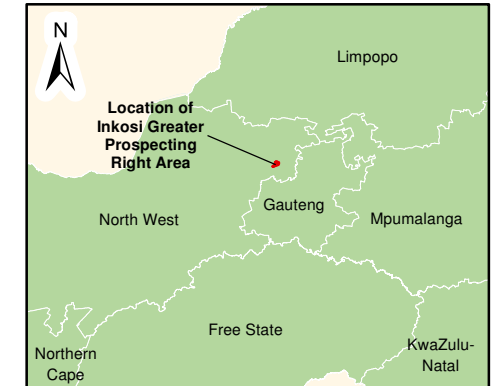 N
Limpopo
Location of
Inkosi Greater
Prospecting
Right Area
Gauteng
North West
Mpumalanga
Free State
Northern
Cape
KwaZulu-
Natal